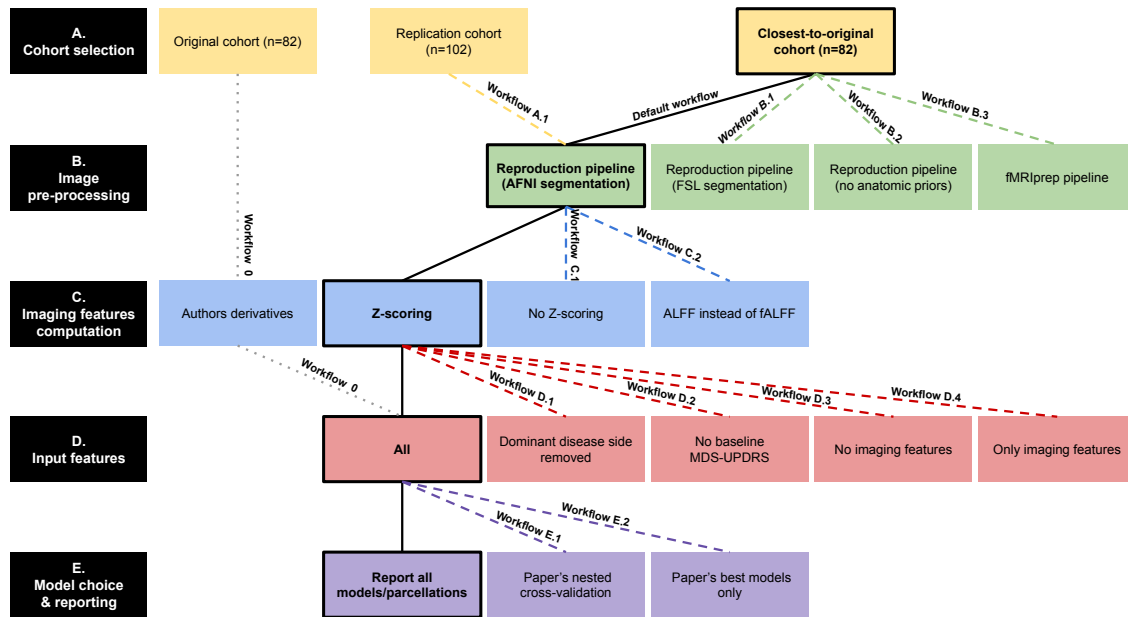 A.
Cohort selection
Original cohort (n=82)
Replication cohort
(n=102)
Closest-to-original
cohort (n=82)
Workflow A.1
Default workflow
Workflow B.1
Workflow B.2
Workflow B.3
B.
Image
pre-processing
Reproduction pipeline
(AFNI segmentation)
Reproduction pipeline
(FSL segmentation)
Reproduction pipeline
(no anatomic priors)
fMRIprep pipeline
Workflow 0
Workflow C.1
Workflow C.2
C.
Imaging features
computation
Authors derivatives
Z-scoring
No Z-scoring
ALFF instead of fALFF
Workflow 0
Workflow D.1
Workflow D.2
Workflow D.3
Workflow D.4
D.
Input features
All
Dominant disease side
removed
No baseline
MDS-UPDRS
No imaging features
Only imaging features
Workflow E.1
Workflow E.2
E.
Model choice
& reporting
Report all
models/parcellations
Paper's nested
cross-validation
Paper's best models
only